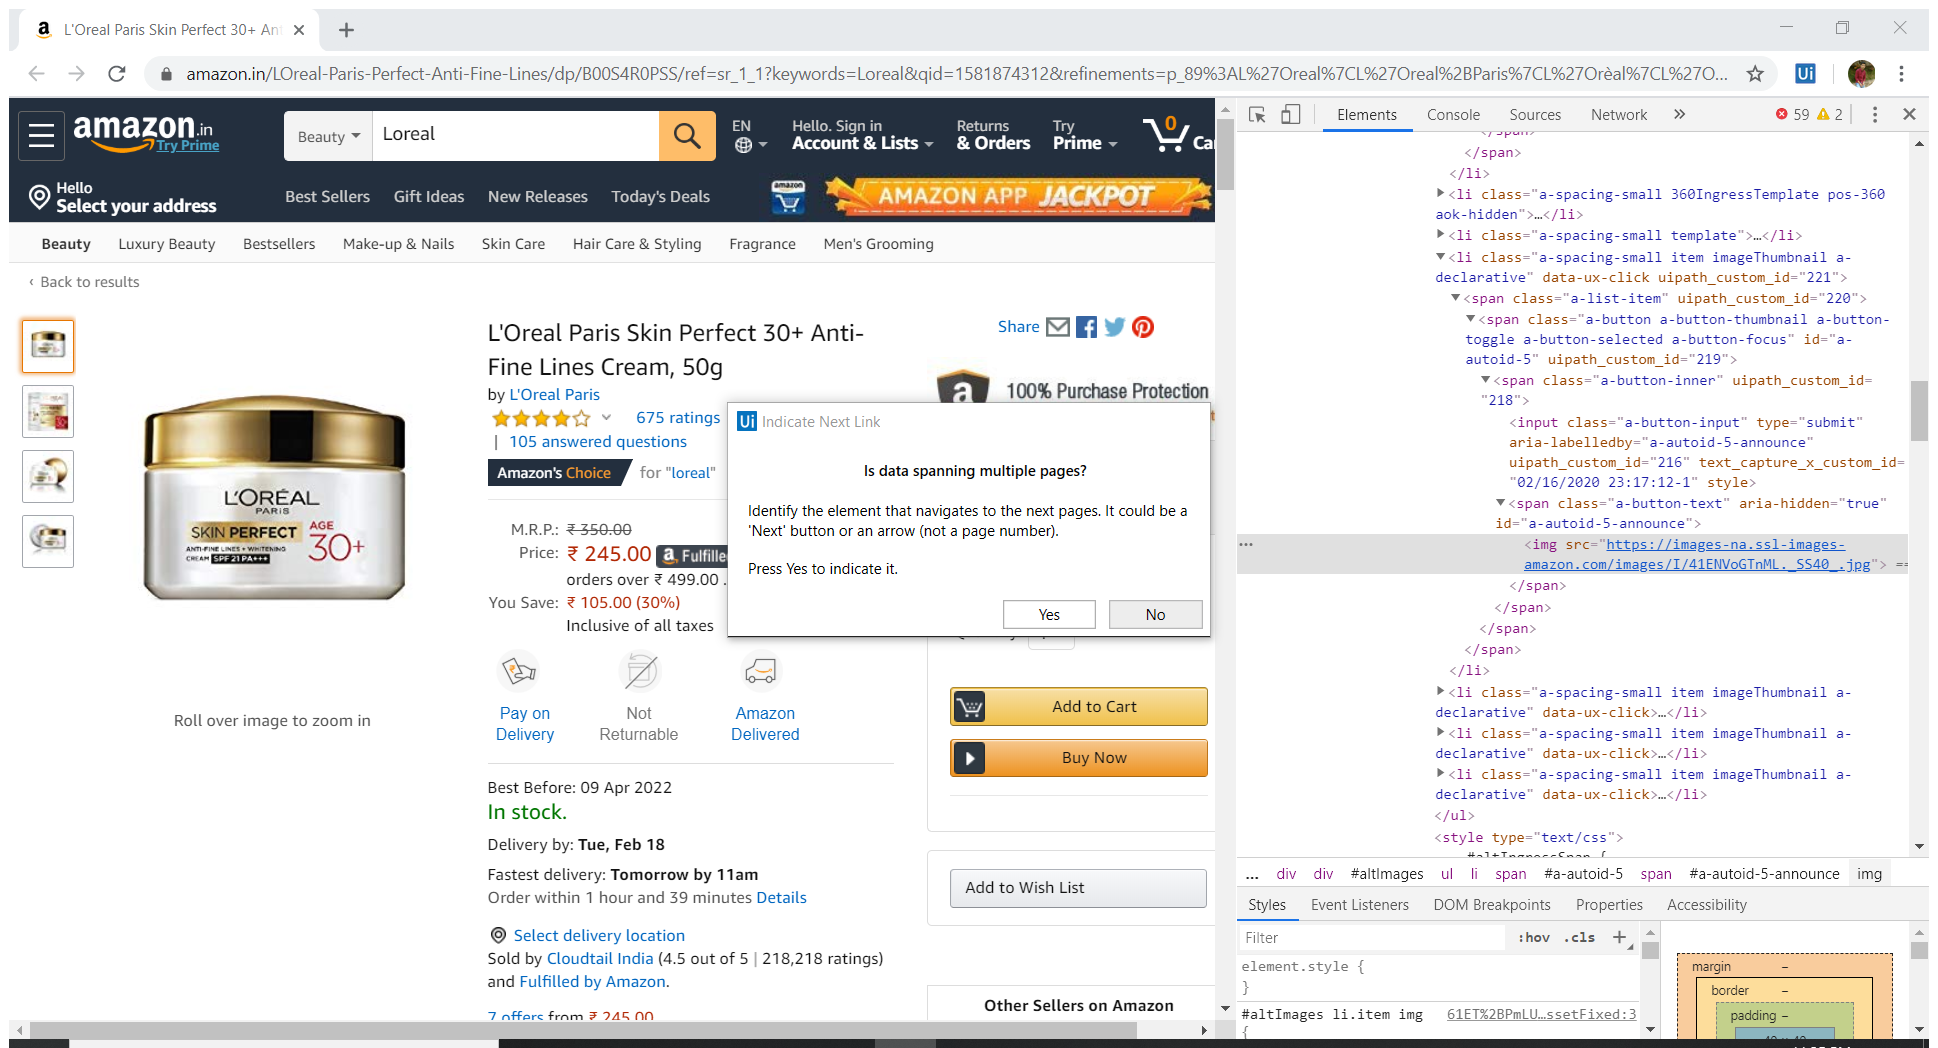 L'Oreal Paris Skin Perfect 30+ Ant
amazon.in/LOreal-Paris-Perfect-Anti-Fine-Lines/dp/B00S4R0PSS/ref=sr_1_1?keywords=Loreal&qid=1581874312&refinements=p_89%3AL%27Oreal%7CL%27Oreal%2BParis%7CL%27Orèal%7CL%27O...
Ui
amazon.in
Try Prime
Beauty
Loreal
EN
Hello. Sign in
Account & Lists
Returns
& Orders
Try
Prime
0
Hello
Select your address
Best Sellers Gift Ideas New Releases Today's Deals
amazon
AMAZON APP JACKPOT
Beauty Luxury Beauty Bestsellers Make-up & Nails Skin Care Hair Care & Styling Fragrance Men's Grooming
‹ Back to results
L'Oreal Paris Skin Perfect 30+ Anti-
Fine Lines Cream, 50g
by L'Oreal Paris
675 ratings
| 105 answered questions
Amazon's Choice for "loreal"
M.R.P.: ₹ 350.00
Price: ₹ 245.00 Fulfille
orders over ₹ 499.00 .
You Save: ₹ 105.00 (30%)
Inclusive of all taxes
L'ORÉAL
PARIS
SKIN PERFECT
AGE
30+
ANTI-FINE LINES + WHITENING
CREAM SPF 21 PA+++
Roll over image to zoom in
Pay on
Delivery
Not
Returnable
Amazon
Delivered
Best Before: 09 Apr 2022
In stock.
Delivery by: Tue, Feb 18
Fastest delivery: Tomorrow by 11am
Order within 1 hour and 39 minutes Details
Select delivery location
Sold by Cloudtail India (4.5 out of 5 | 218,218 ratings)
and Fulfilled by Amazon.
7 offers from ₹ 245.00
Share
100% Purchase Protection
Ui Indicate Next Link
Is data spanning multiple pages?
Identify the element that navigates to the next pages. It could be a
'Next' button or an arrow (not a page number).
Press Yes to indicate it.
Yes
No
Add to Cart
Buy Now
Add to Wish List
Other Sellers on Amazon
Elements Console Sources Network » 59 2
</span>
</span>
</li>
<li class="a-spacing-small 360IngressTemplate pos-360
aok-hidden">…</li>
<li class="a-spacing-small template">…</li>
<li class="a-spacing-small item imageThumbnail a-
declarative" data-ux-click uipath_custom_id="221">
<span class="a-list-item" uipath_custom_id="220">
<span class="a-button a-button-thumbnail a-button-
toggle a-button-selected a-button-focus" id="a-
autoid-5" uipath_custom_id="219">
<span class="a-button-inner" uipath_custom_id=
"218">
<input class="a-button-input" type="submit"
aria-labelledby="a-autoid-5-announce"
uipath_custom_id="216" text_capture_x_custom_id=
"02/16/2020 23:17:12-1" style>
<span class="a-button-text" aria-hidden="true"
id="a-autoid-5-announce">
<img src="https://images-na.ssl-images-
amazon.com/images/I/41ENVoGTnML._SS40_.jpg"> ==
</span>
</span>
</span>
</span>
</li>
<li class="a-spacing-small item imageThumbnail a-
declarative" data-ux-click>…</li>
<li class="a-spacing-small item imageThumbnail a-
declarative" data-ux-click>…</li>
<li class="a-spacing-small item imageThumbnail a-
declarative" data-ux-click>…</li>
</ul>
<style type="text/css">
#altIngressSpan {
... div div #altImages ul li span #a-autoid-5 span #a-autoid-5-announce img
Styles Event Listeners DOM Breakpoints Properties Accessibility
Filter :hov .cls +
element.style {
}
#altImages li.item img 61ET%2BPmLU…ssetFixed:3
{
margin –
border –
padding –